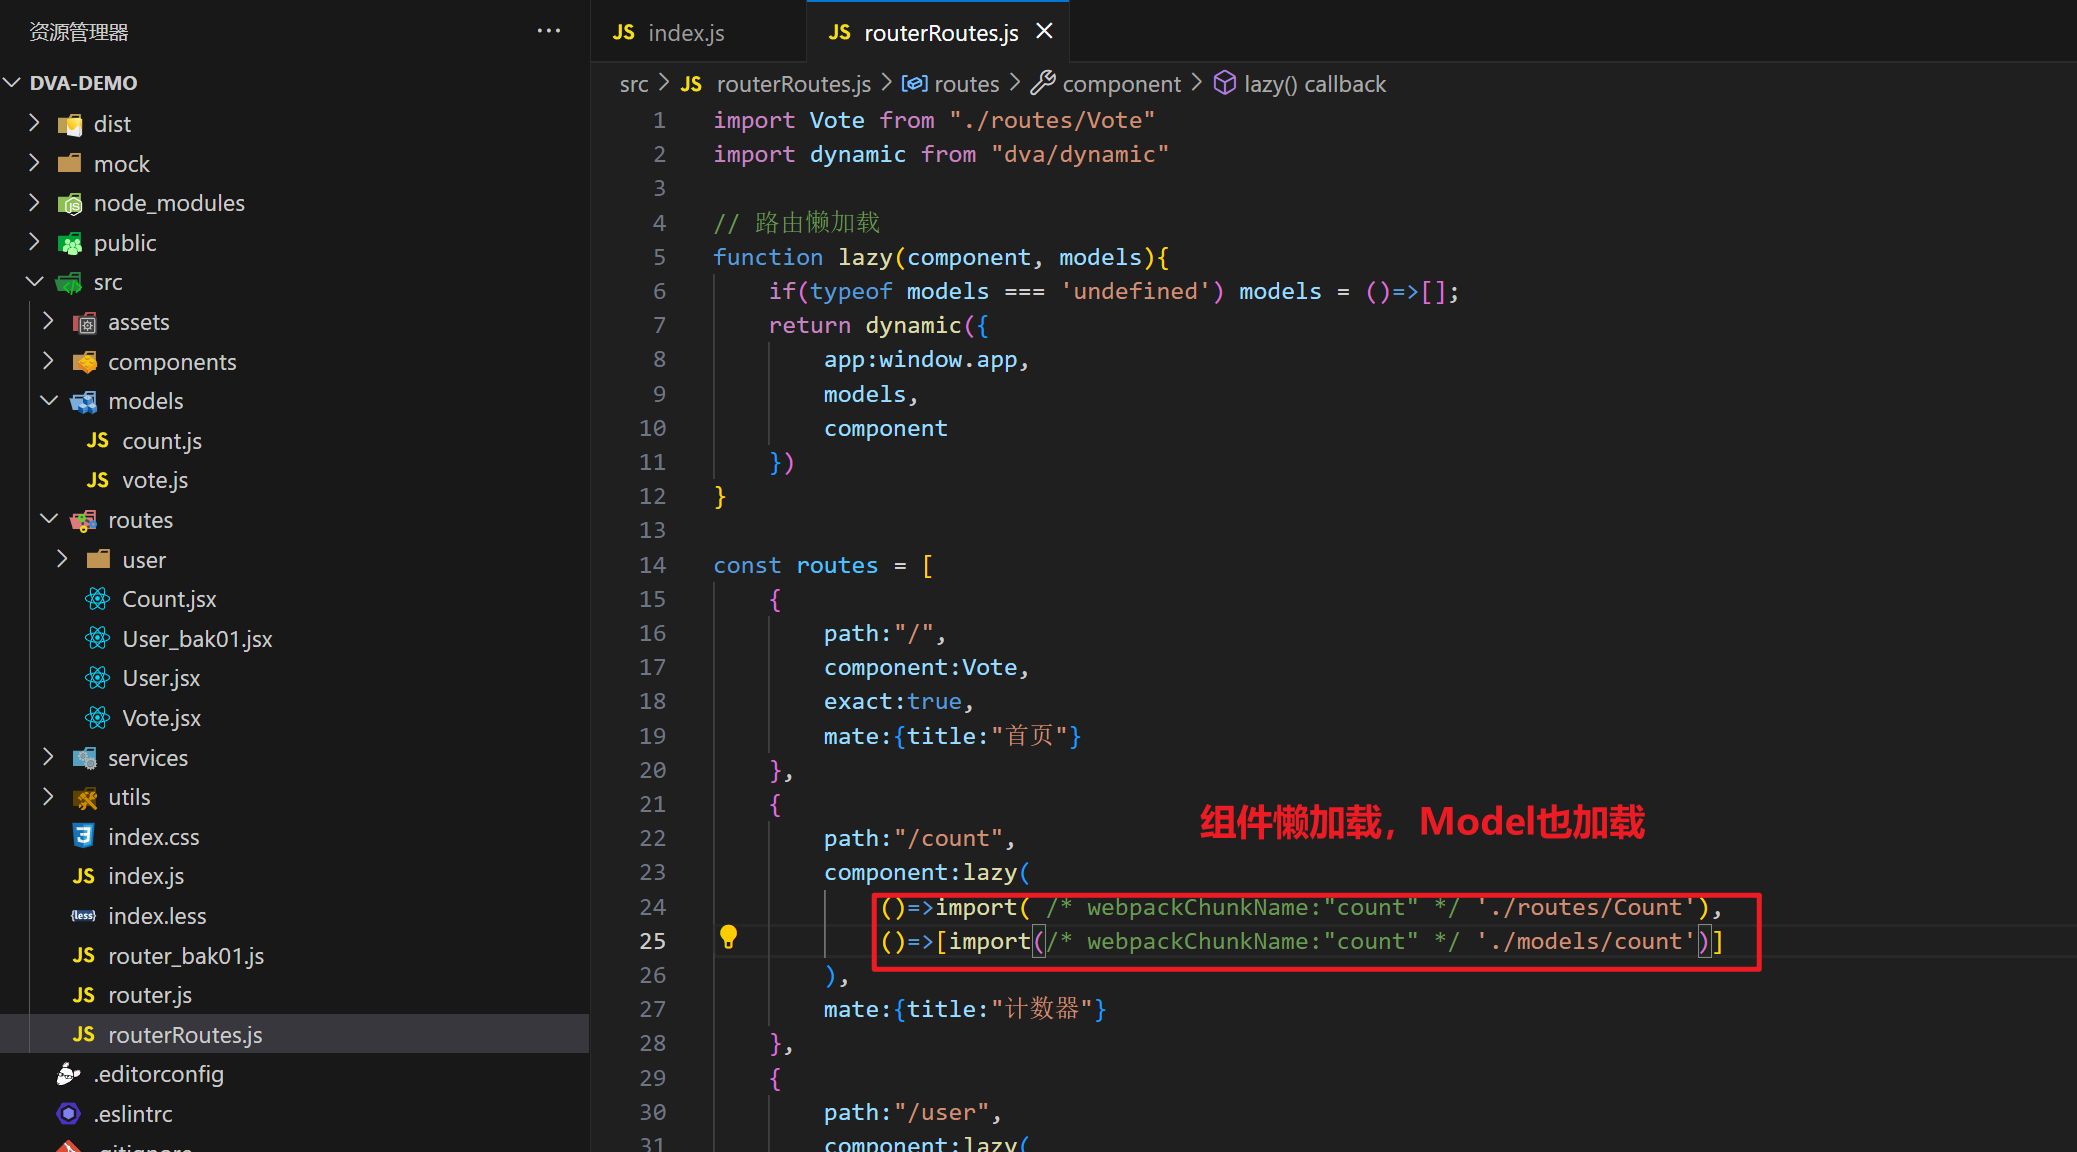 资源管理器
DVA-DEMO
dist
mock
node_modules
public
src
assets
components
models
JS count.js
JS vote.js
routes
user
Count.jsx
User_bak01.jsx
User.jsx
Vote.jsx
services
utils
index.css
JS index.js
{less} index.less
JS router_bak01.js
JS router.js
JS routerRoutes.js
.editorconfig
.eslintrc
.gitignore
JS index.js
JS routerRoutes.js
src > JS routerRoutes.js > routes > component > lazy() callback
1 import Vote from "./routes/Vote"
2 import dynamic from "dva/dynamic"
3
4 // 路由懒加载
5 function lazy(component, models){
6 if(typeof models === 'undefined') models = ()=>[];
7 return dynamic({
8 app:window.app,
9 models,
10 component
11 })
12 }
13
14 const routes = [
15 {
16 path:"/",
17 component:Vote,
18 exact:true,
19 mate:{title:"首页"}
20 },
21 {
组件懒加载，Model也加载
22 path:"/count",
23 component:lazy(
24 ()=>import( /* webpackChunkName:"count" */ './routes/Count'),
25 ()=>[import(/* webpackChunkName:"count" */ './models/count')]
26 ),
27 mate:{title:"计数器"}
28 },
29 {
30 path:"/user",
31 component:lazy(